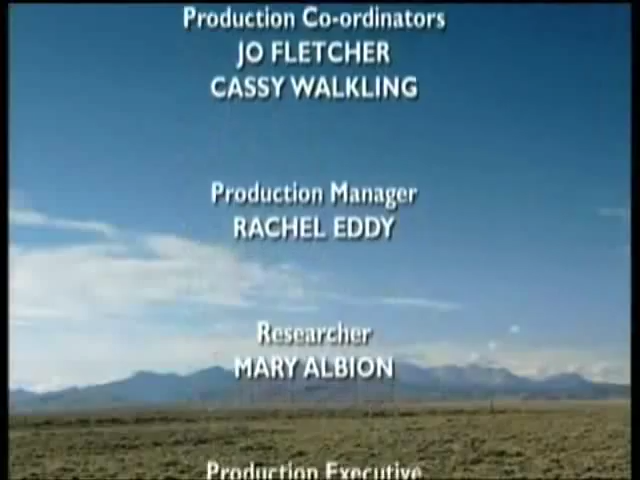 Production Co-ordinators
JO FLETCHER
CASSY WALKLING
Production Manager
RACHEL EDDY
Researcher
MARY ALBION
Production Executive